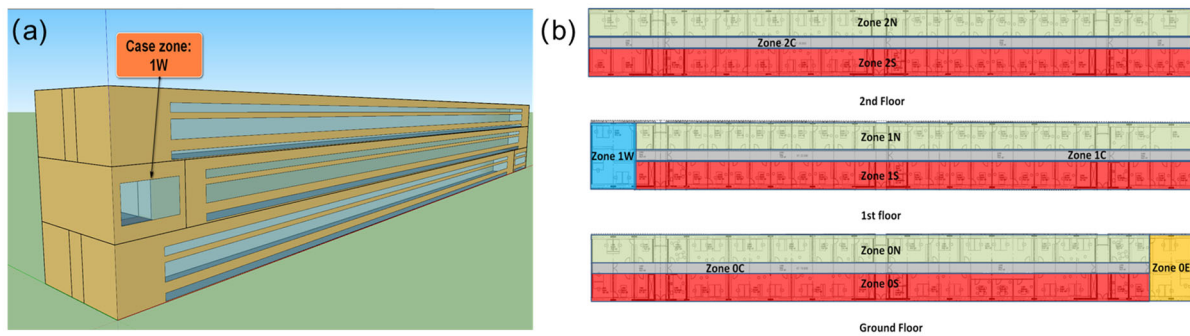 (a)
Case zone:
1W
(b)
Zone 2N
Zone 2C
Zone 2S
2nd Floor
Zone 1N
Zone 1W
Zone 1C
Zone 1S
1st floor
Zone 0N
Zone 0C
Zone 0E
Zone 0S
Ground Floor